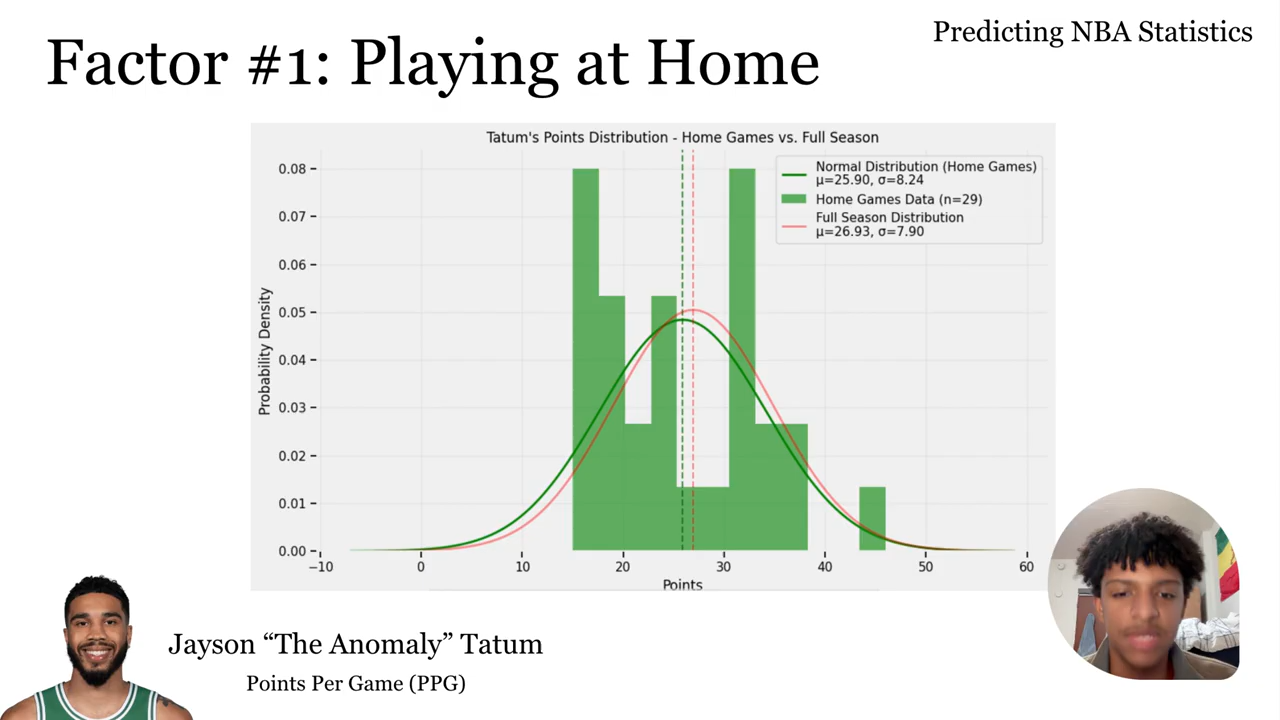 Predicting NBA Statistics
Factor #1: Playing at Home
Tatum's Points Distribution - Home Games vs. Full Season
Normal Distribution (Home Games)
μ=25.90, σ=8.24
Home Games Data (n=29)
Full Season Distribution
μ=26.93, σ=7.90
Probability Density
0.08
0.07
0.06
0.05
0.04
0.03
0.02
0.01
0.00
−10
0
10
20
30
40
50
60
Points
Jayson “The Anomaly” Tatum
Points Per Game (PPG)